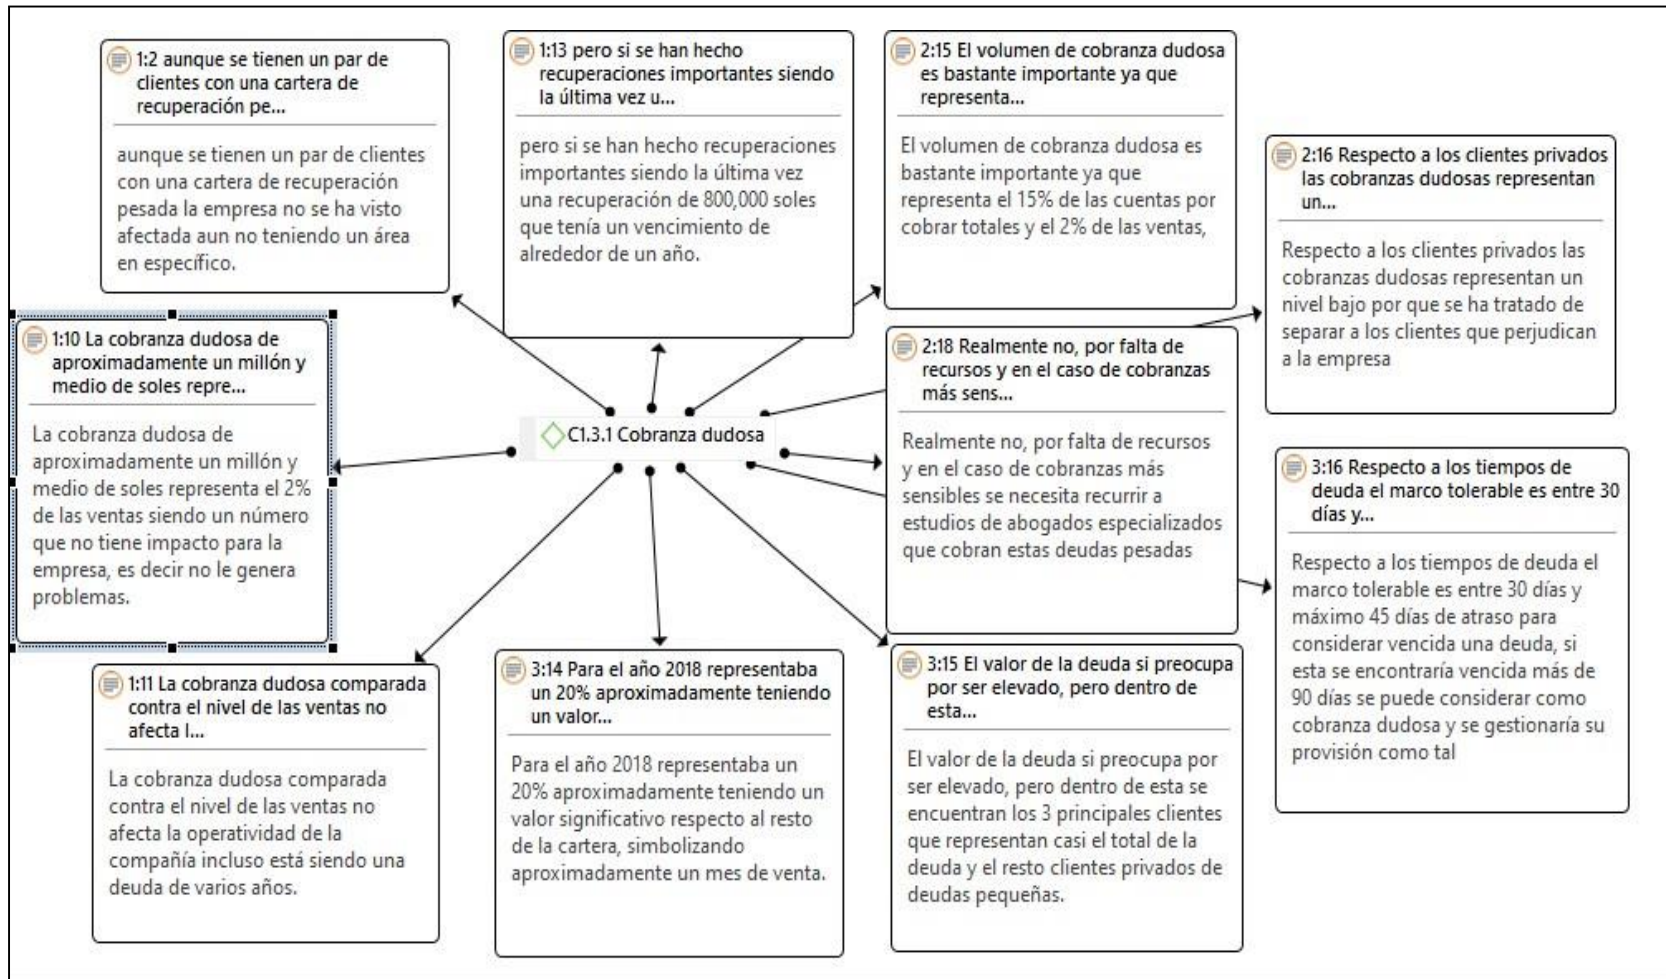 1:2 aunque se tienen un par de
clientes con una cartera de
recuperación pe...
aunque se tienen un par de clientes
con una cartera de recuperación
pesada la empresa no se ha visto
afectada aun no teniendo un área
en específico.
1:13 pero si se han hecho
recuperaciones importantes siendo
la última vez u...
pero si se han hecho recuperaciones
importantes siendo la última vez
una recuperación de 800,000 soles
que tenía un vencimiento de
alrededor de un año.
2:15 El volumen de cobranza dudosa
es bastante importante ya que
representa...
El volumen de cobranza dudosa es
bastante importante ya que
representa el 15% de las cuentas por
cobrar totales y el 2% de las ventas,
2:16 Respecto a los clientes privados
las cobranzas dudosas representan
un...
Respecto a los clientes privados las
cobranzas dudosas representan un
nivel bajo por que se ha tratado de
separar a los clientes que perjudican
a la empresa
1:10 La cobranza dudosa de
aproximadamente un millón y
medio de soles repre...
La cobranza dudosa de
aproximadamente un millón y
medio de soles representa el 2%
de las ventas siendo un número
que no tiene impacto para la
empresa, es decir no le genera
problemas.
C1.3.1 Cobranza dudosa
2:18 Realmente no, por falta de
recursos y en el caso de cobranzas
más sens...
Realmente no, por falta de recursos
y en el caso de cobranzas más
sensibles se necesita recurrir a
estudios de abogados especializados
que cobran estas deudas pesadas
3:16 Respecto a los tiempos de
deuda el marco tolerable es entre 30
días y...
Respecto a los tiempos de deuda el
marco tolerable es entre 30 días y
máximo 45 días de atraso para
considerar vencida una deuda, si
esta se encontraría vencida más de
90 días se puede considerar como
cobranza dudosa y se gestionaría su
provisión como tal
1:11 La cobranza dudosa comparada
contra el nivel de las ventas no
afecta l...
La cobranza dudosa comparada
contra el nivel de las ventas no
afecta la operatividad de la
compañía incluso está siendo una
deuda de varios años.
3:14 Para el año 2018 representaba
un 20% aproximadamente teniendo
un valor...
Para el año 2018 representaba un
20% aproximadamente teniendo un
valor significativo respecto al resto
de la cartera, simbolizando
aproximadamente un mes de venta.
3:15 El valor de la deuda si preocupa
por ser elevado, pero dentro de
esta...
El valor de la deuda si preocupa por
ser elevado, pero dentro de esta se
encuentran los 3 principales clientes
que representan casi el total de la
deuda y el resto clientes privados de
deudas pequeñas.